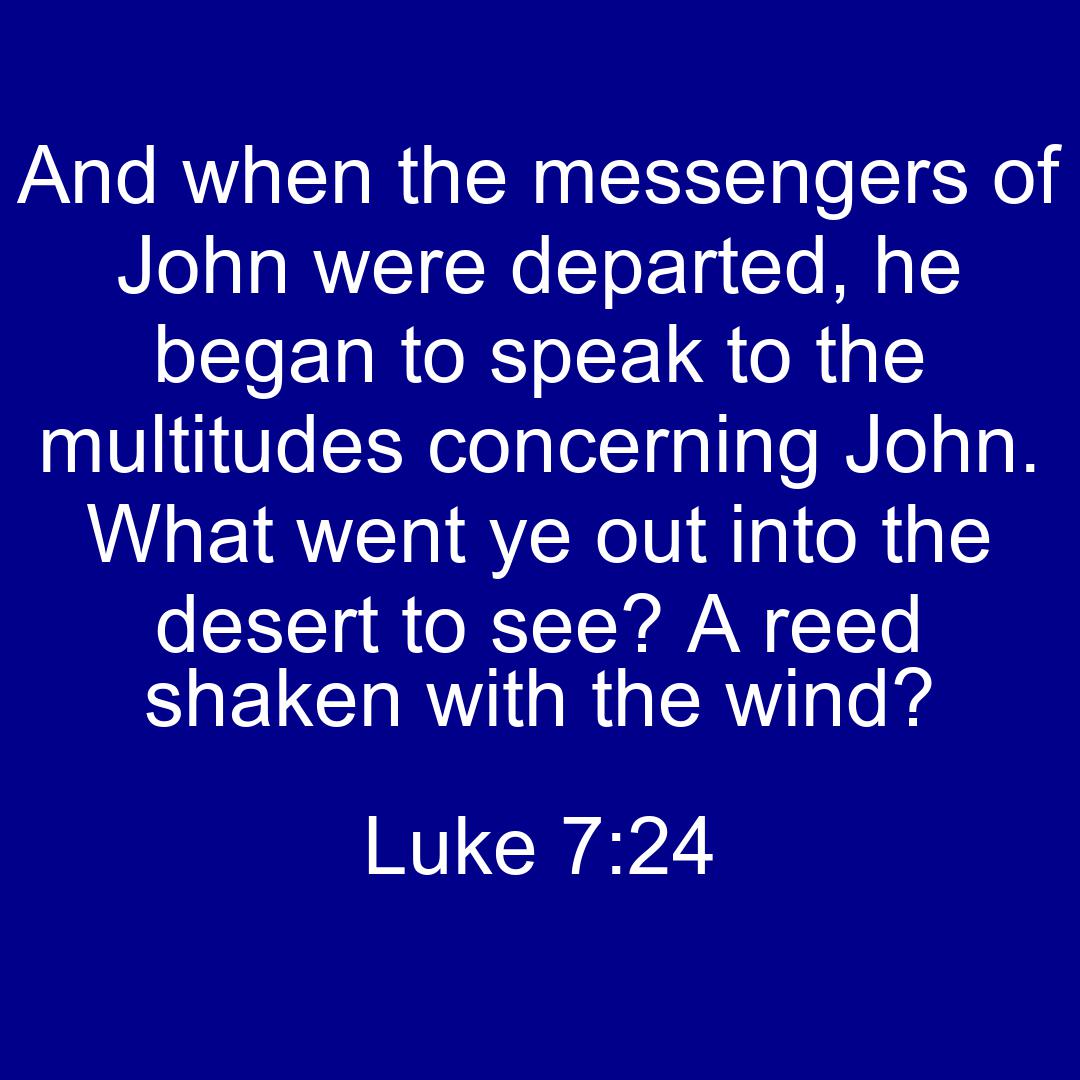 And when the messengers of
John were departed, he
began to speak to the
multitudes concerning John.
What went ye out into the
desert to see? A reed
shaken with the wind?
Luke 7:24